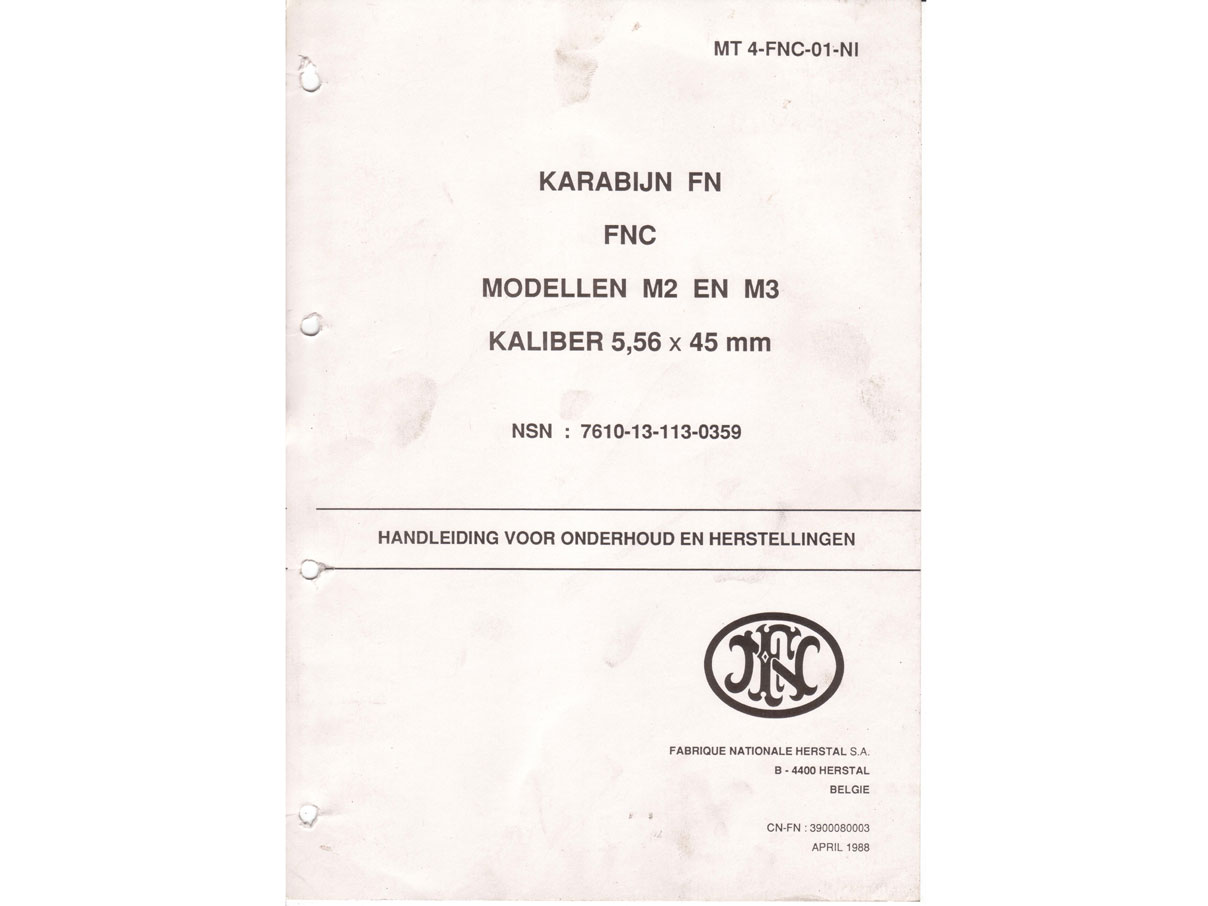 MT 4-FNC-01-NI
KARABIJN FN
FNC
MODELLEN M2 EN M3
KALIBER 5,56 x 45 mm
NSN : 7610-13-113-0359
HANDLEIDING VOOR ONDERHOUD EN HERSTELLINGEN
FN
FABRIQUE NATIONALE HERSTAL S.A.
B - 4400 HERSTAL
BELGIE
CN-FN : 3900080003
APRIL 1988